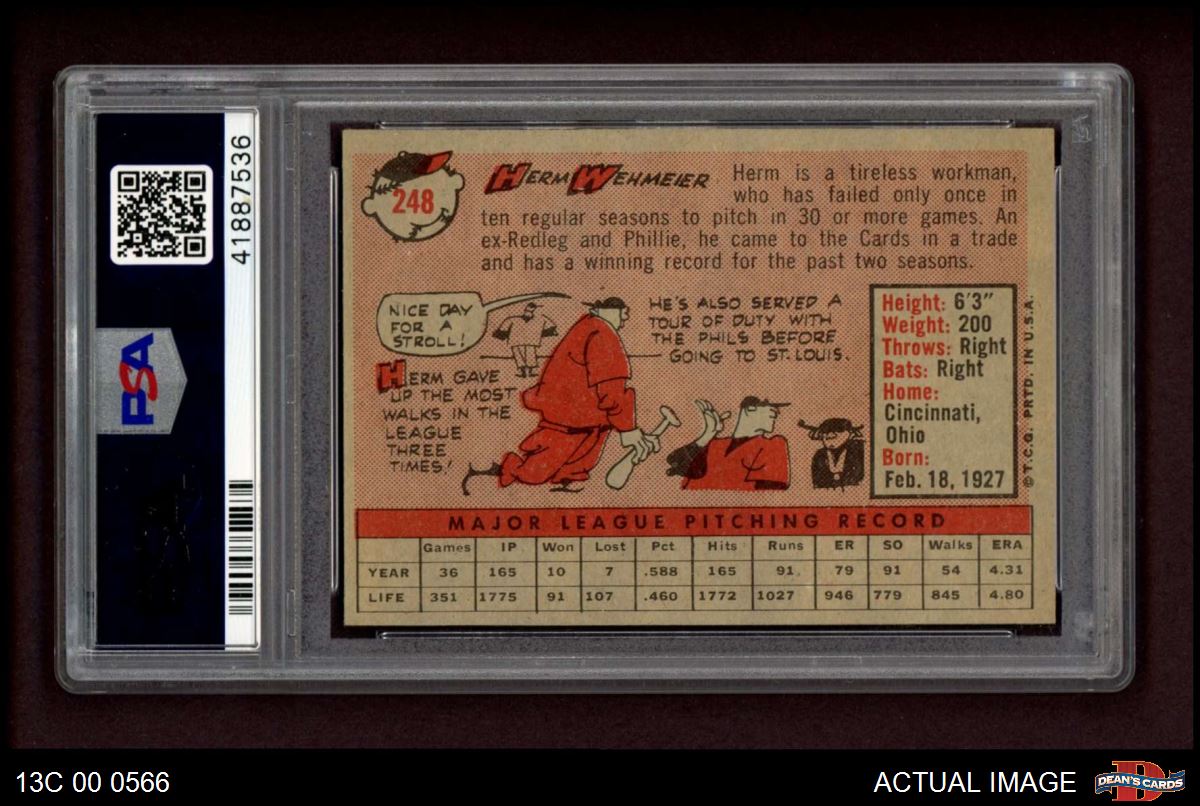 41887536
PSA
248
HERM WEHMEIER
Herm is a tireless workman,
who has failed only once in
ten regular seasons to pitch in 30 or more games. An
ex-Redleg and Phillie, he came to the Cards in a trade
and has a winning record for the past two seasons.
NICE DAY
FOR A
STROLL!
HERM GAVE
UP THE MOST
WALKS IN THE
LEAGUE
THREE
TIMES!
HE'S ALSO SERVED A
TOUR OF DUTY WITH
THE PHILS BEFORE
GOING TO ST. LOUIS.
Height: 6'3"
Weight: 200
Throws: Right
Bats: Right
Home:
Cincinnati,
Ohio
Born:
Feb. 18, 1927
© T.C.G. PRTD. IN U.S.A.
MAJOR LEAGUE PITCHING RECORD
Games IP Won Lost Pct Hits Runs ER SO Walks ERA
YEAR 36 165 10 7 .588 165 91 79 91 54 4.31
LIFE 351 1775 91 107 .460 1772 1027 946 779 845 4.80
13C 00 0566
ACTUAL IMAGE
DEAN'S CARDS